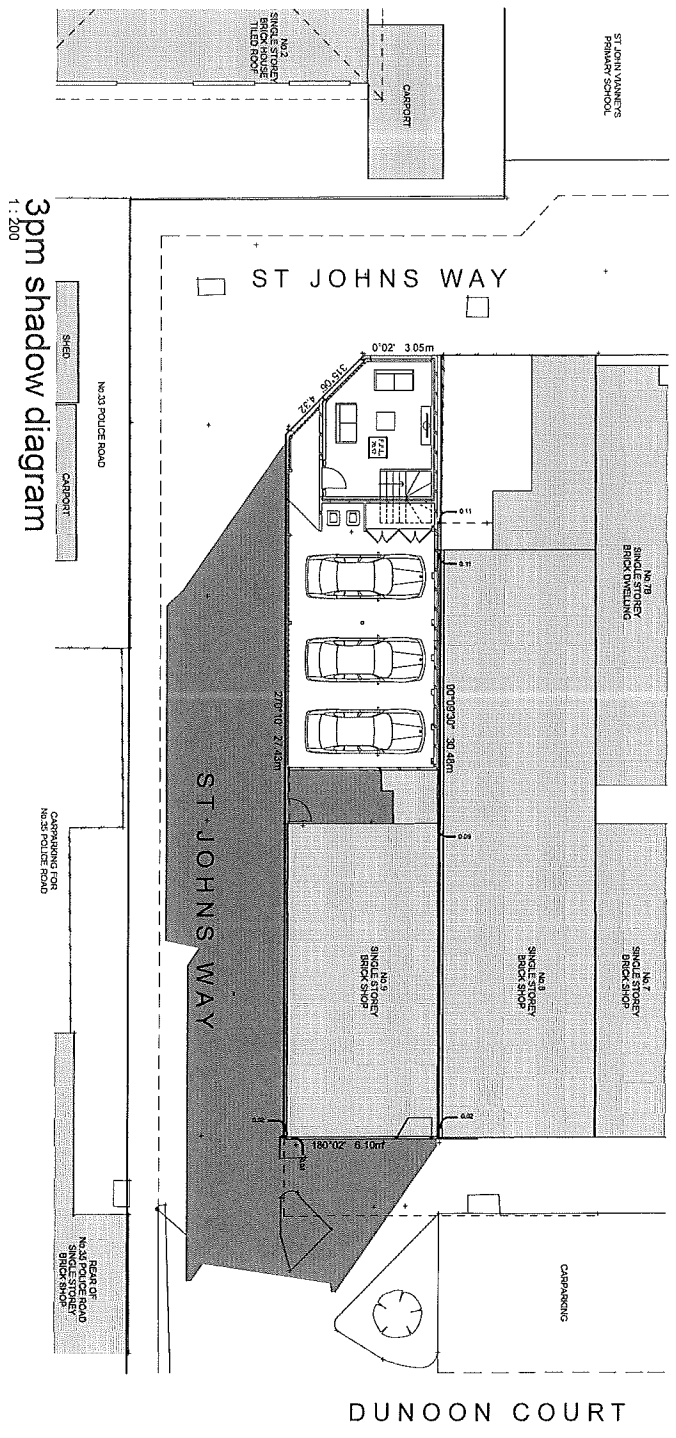 No.2
SINGLE STOREY
BRICK HOUSE
TILED ROOF
CARPORT
ST JOHN VIANNEYS
PRIMARY SCHOOL
3pm shadow diagram
1 : 200
ST JOHNS WAY
SHED
No.33 POLICE ROAD
CARPORT
0°02' 3.05m
315°06' 4.32
0.11
0.11
No.7B
SINGLE STOREY
BRICK DWELLING
270°10' 27.43m
00°09'30" 30.48m
0.09
ST JOHNS WAY
CARPARKING FOR
No.35 POLICE ROAD
No.9
SINGLE STOREY
BRICK SHOP
No.8
SINGLE STOREY
BRICK SHOP
No.7
SINGLE STOREY
BRICK SHOP
0.02
0.02
180°02' 6.10m
REAR OF
No.35 POLICE ROAD
SINGLE STOREY
BRICK SHOP
CARPARKING
DUNOON COURT